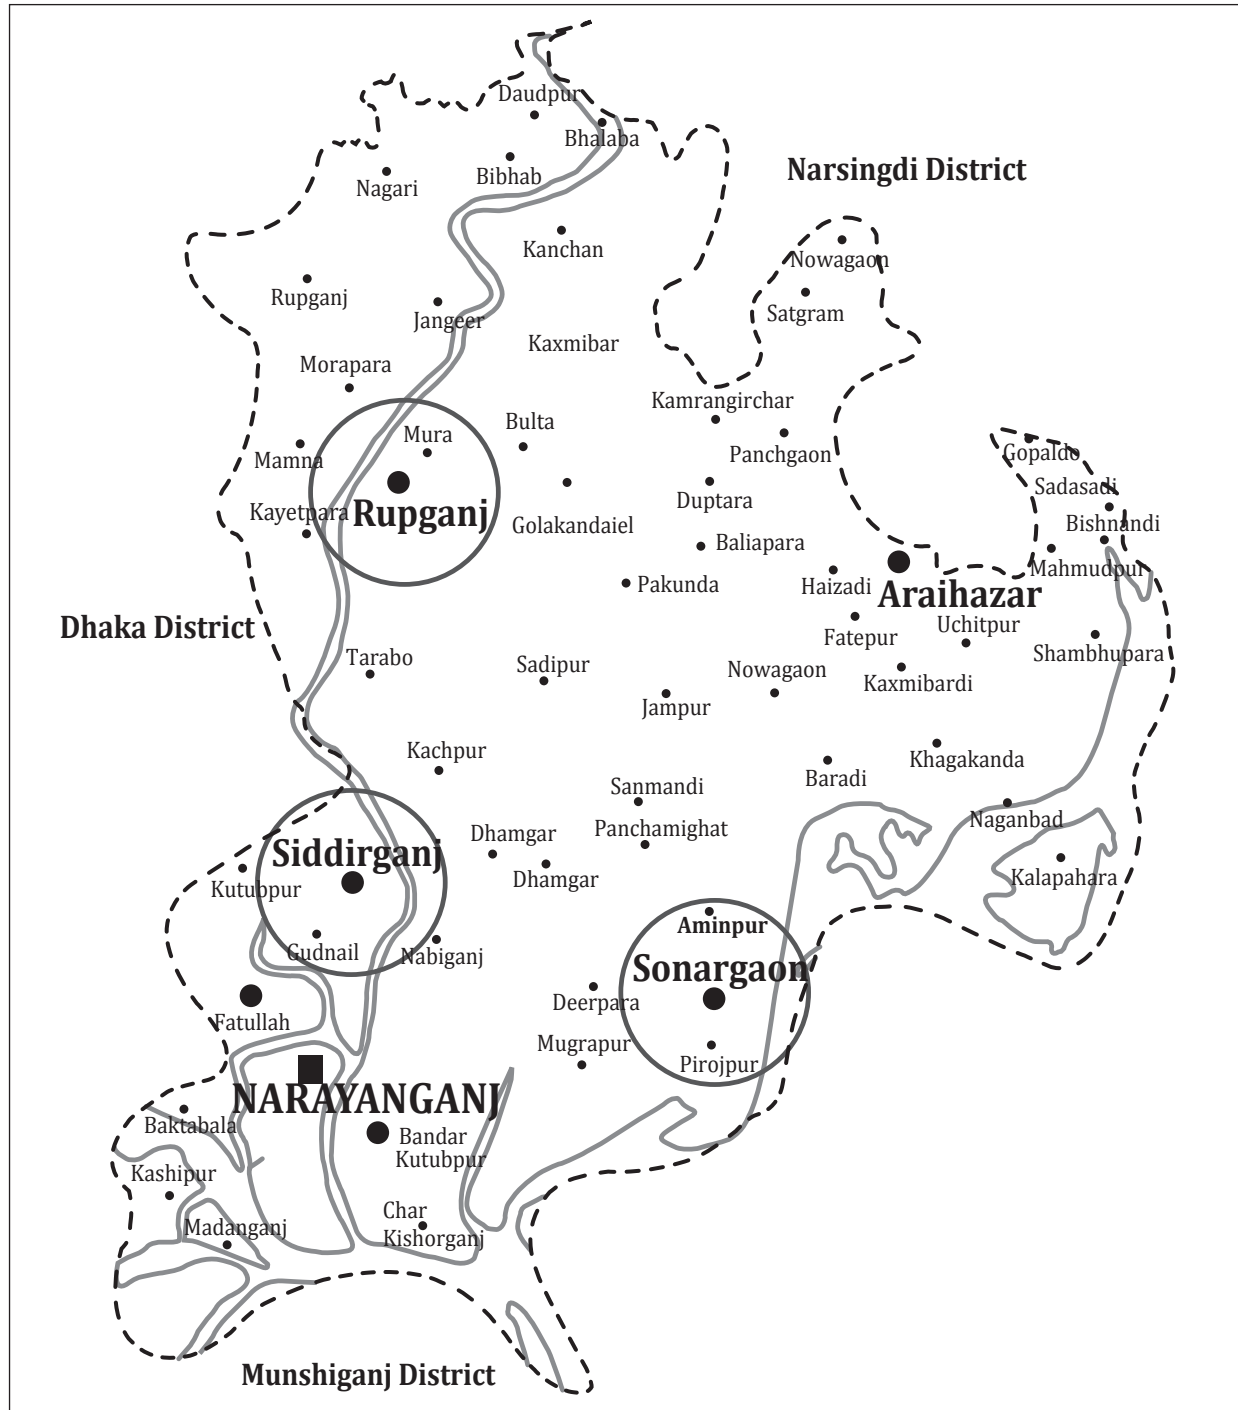 Daudpur
Bhalaba
Narsingdi District
Bibhab
Nagari
Kanchan
Nowagaon
Rupganj
Satgram
Jangeer
Kaxmibar
Morapara
Kamrangirchar
Bulta
Mura
Panchgaon
Gopaldo
Mamna
Sadasadi
Duptara
Kayetpara
Rupganj
Golakandaiel
Bishnandi
Baliapara
Mahmudpur
Haizadi
Pakunda
Araihazar
Dhaka District
Fatepur
Uchitpur
Shambhupara
Tarabo
Sadipur
Nowagaon
Kaxmibardi
Jampur
Kachpur
Khagakanda
Baradi
Sanmandi
Naganbad
Panchamighat
Dhamgar
Siddirganj
Dhamgar
Kutubpur
Kalapahara
Aminpur
Gudnail
Nabiganj
Sonargaon
Deerpara
Fatullah
Mugrapur
Pirojpur
NARAYANGANJ
Baktabala
Bandar
Kutubpur
Kashipur
Char
Kishorganj
Madanganj
Munshiganj District